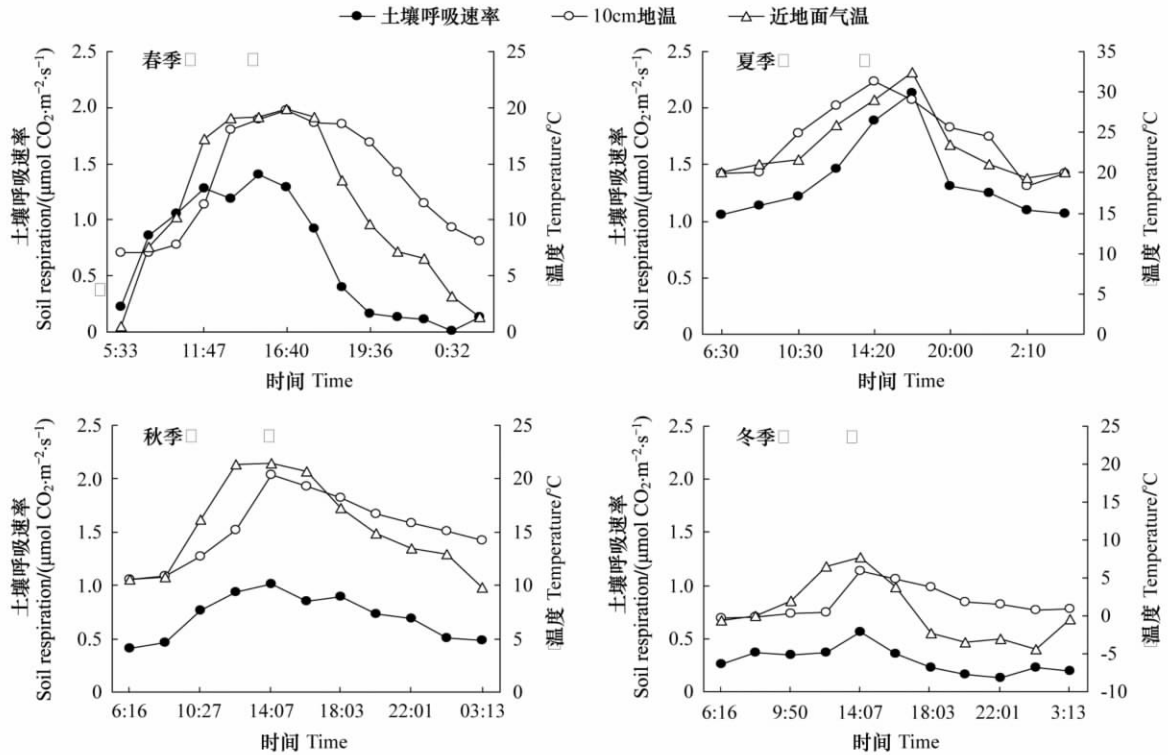 土壤呼吸速率 10cm地温 近地面气温
春季
土壤呼吸速率
Soil respiration/(μmol CO₂·m⁻²·s⁻¹)
2.5
2.0
1.5
1.0
0.5
0
25
20
15
10
5
0
温度 Temperature/℃
5:33 11:47 16:40 19:36 0:32
时间 Time
夏季
土壤呼吸速率
Soil respiration/(μmol CO₂·m⁻²·s⁻¹)
2.5
2.0
1.5
1.0
0.5
0
35
30
25
20
15
10
5
0
温度 Temperature/℃
6:30 10:30 14:20 20:00 2:10
时间 Time
秋季
土壤呼吸速率
Soil respiration/(μmol CO₂·m⁻²·s⁻¹)
2.5
2.0
1.5
1.0
0.5
0
25
20
15
10
5
0
温度 Temperature/℃
6:16 10:27 14:07 18:03 22:01 03:13
时间 Time
冬季
土壤呼吸速率
Soil respiration/(μmol CO₂·m⁻²·s⁻¹)
2.5
2.0
1.5
1.0
0.5
0
25
20
15
10
5
0
-5
-10
温度 Temperature/℃
6:16 9:50 14:07 18:03 22:01 3:13
时间 Time